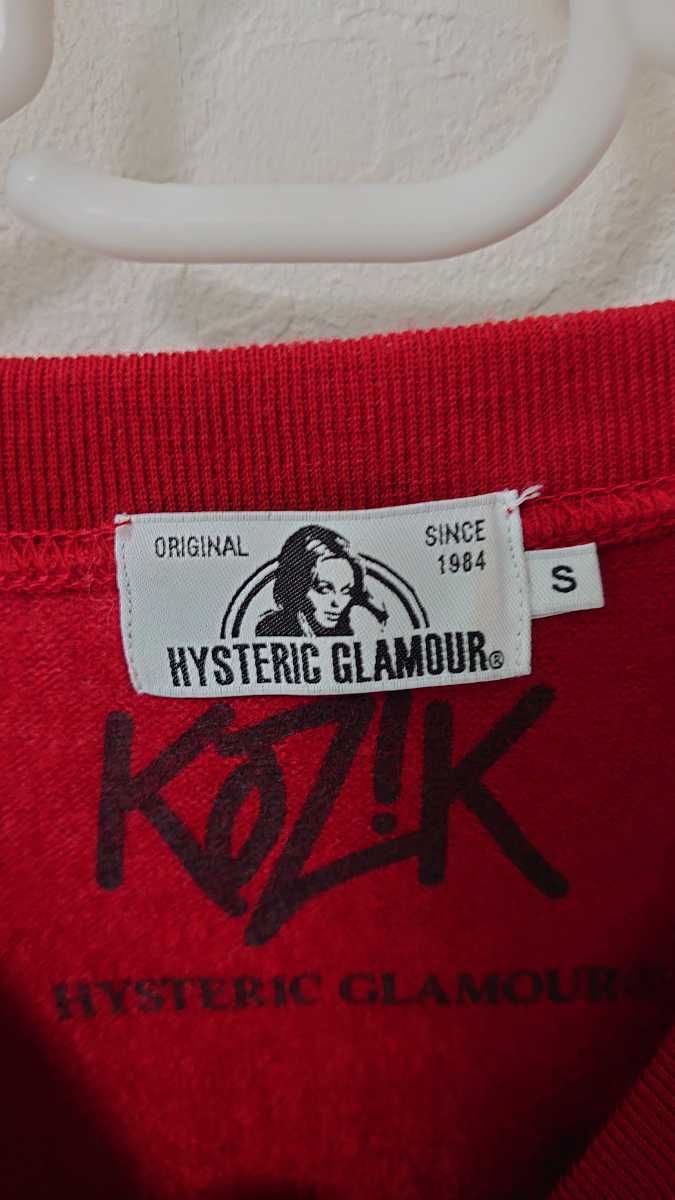 ORIGINAL
SINCE
1984
S
HYSTERIC GLAMOUR®
KOZIK
HYSTERIC GLAMOUR